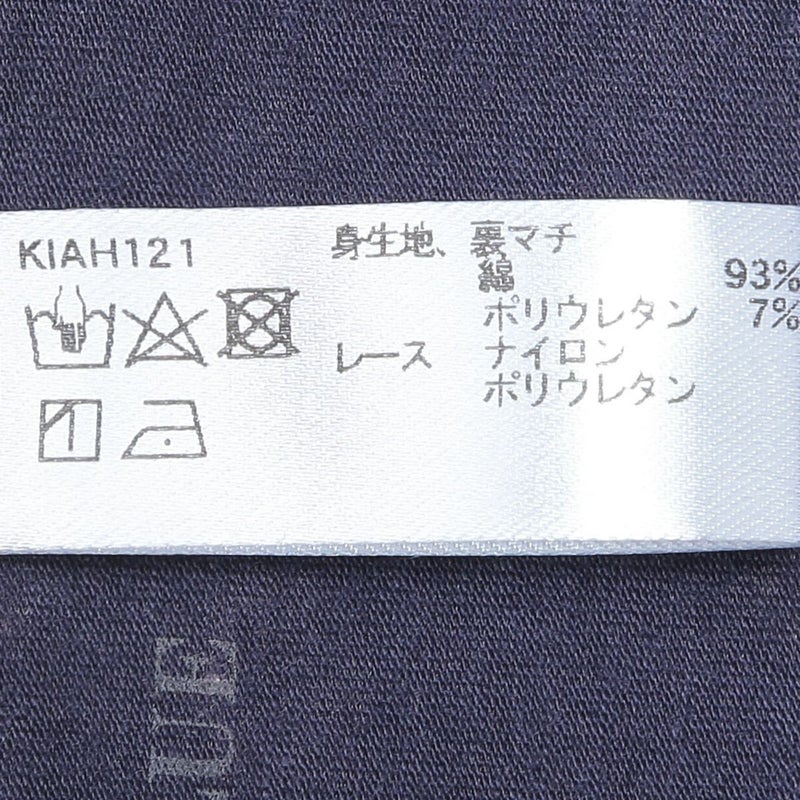 KIAH121
身生地、裏マチ
綿 93%
ポリウレタン 7%
レース ナイロン
ポリウレタン